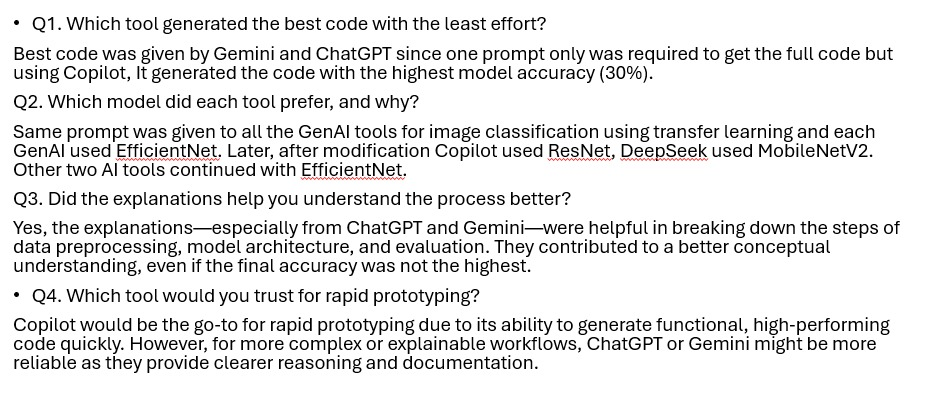 • Q1. Which tool generated the best code with the least effort?
Best code was given by Gemini and ChatGPT since one prompt only was required to get the full code but
using Copilot, It generated the code with the highest model accuracy (30%).
Q2. Which model did each tool prefer, and why?
Same prompt was given to all the GenAI tools for image classification using transfer learning and each
GenAI used EfficientNet. Later, after modification Copilot used ResNet, DeepSeek used MobileNetV2.
Other two AI tools continued with EfficientNet.
Q3. Did the explanations help you understand the process better?
Yes, the explanations—especially from ChatGPT and Gemini—were helpful in breaking down the steps of
data preprocessing, model architecture, and evaluation. They contributed to a better conceptual
understanding, even if the final accuracy was not the highest.
• Q4. Which tool would you trust for rapid prototyping?
Copilot would be the go-to for rapid prototyping due to its ability to generate functional, high-performing
code quickly. However, for more complex or explainable workflows, ChatGPT or Gemini might be more
reliable as they provide clearer reasoning and documentation.